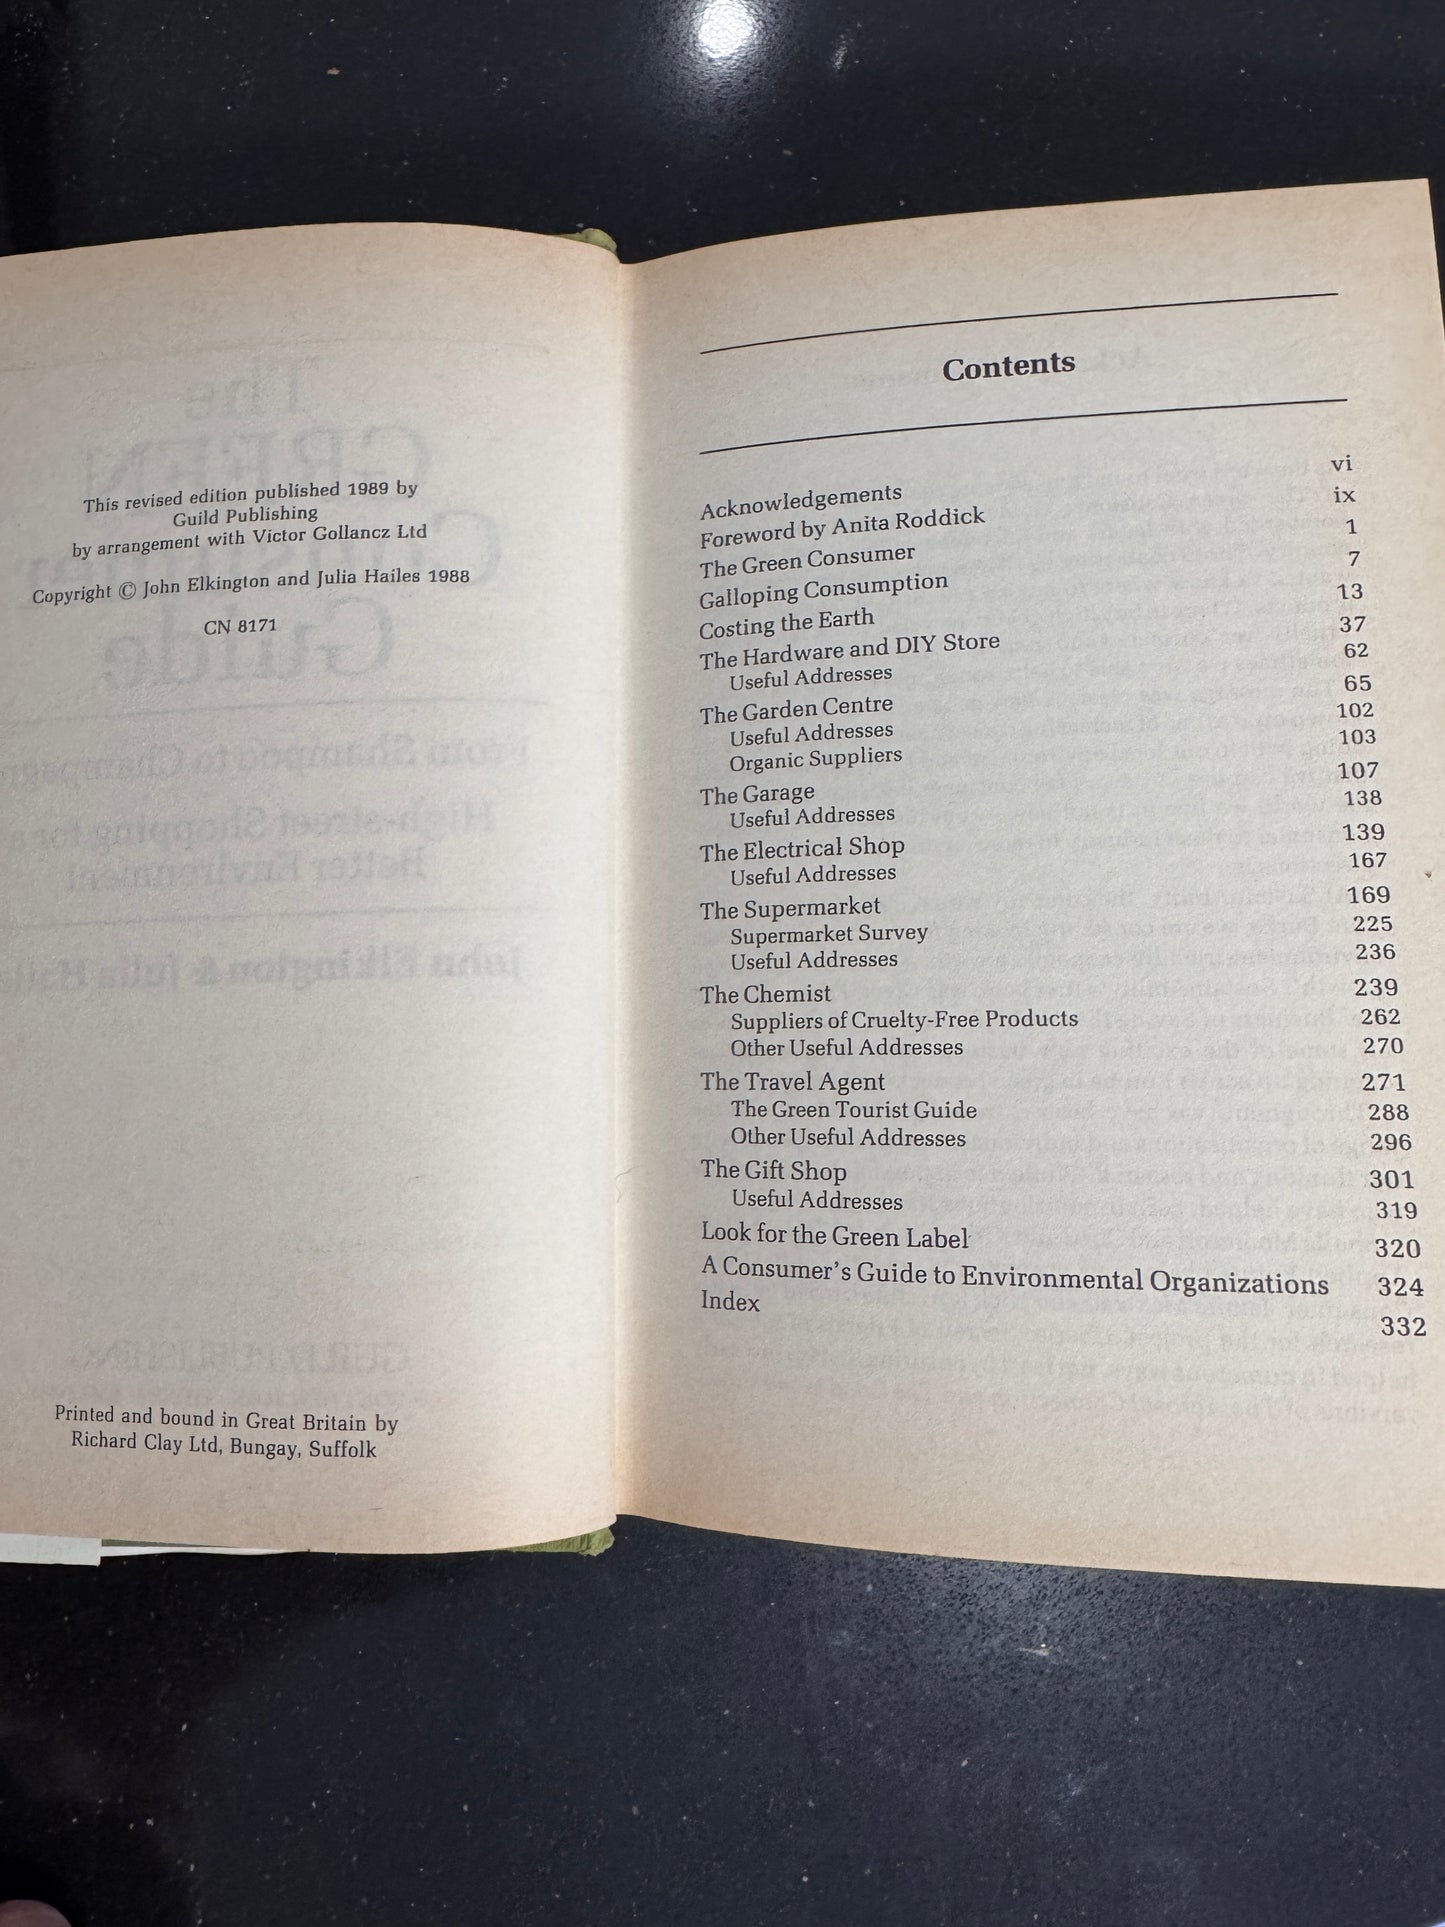 This revised edition published 1989 by
Guild Publishing
by arrangement with Victor Gollancz Ltd
Copyright © John Elkington and Julia Hailes 1988
CN 8171
Printed and bound in Great Britain by
Richard Clay Ltd, Bungay, Suffolk
Contents
Acknowledgements vi
Foreword by Anita Roddick ix
The Green Consumer 1
Galloping Consumption 7
Costing the Earth 13
The Hardware and DIY Store 37
Useful Addresses 62
The Garden Centre 65
Useful Addresses 102
Organic Suppliers 103
The Garage 107
Useful Addresses 138
The Electrical Shop 139
Useful Addresses 167
The Supermarket 169
Supermarket Survey 225
Useful Addresses 236
The Chemist 239
Suppliers of Cruelty-Free Products 262
Other Useful Addresses 270
The Travel Agent 271
The Green Tourist Guide 288
Other Useful Addresses 296
The Gift Shop 301
Useful Addresses 319
Look for the Green Label 320
A Consumer's Guide to Environmental Organizations 324
Index 332